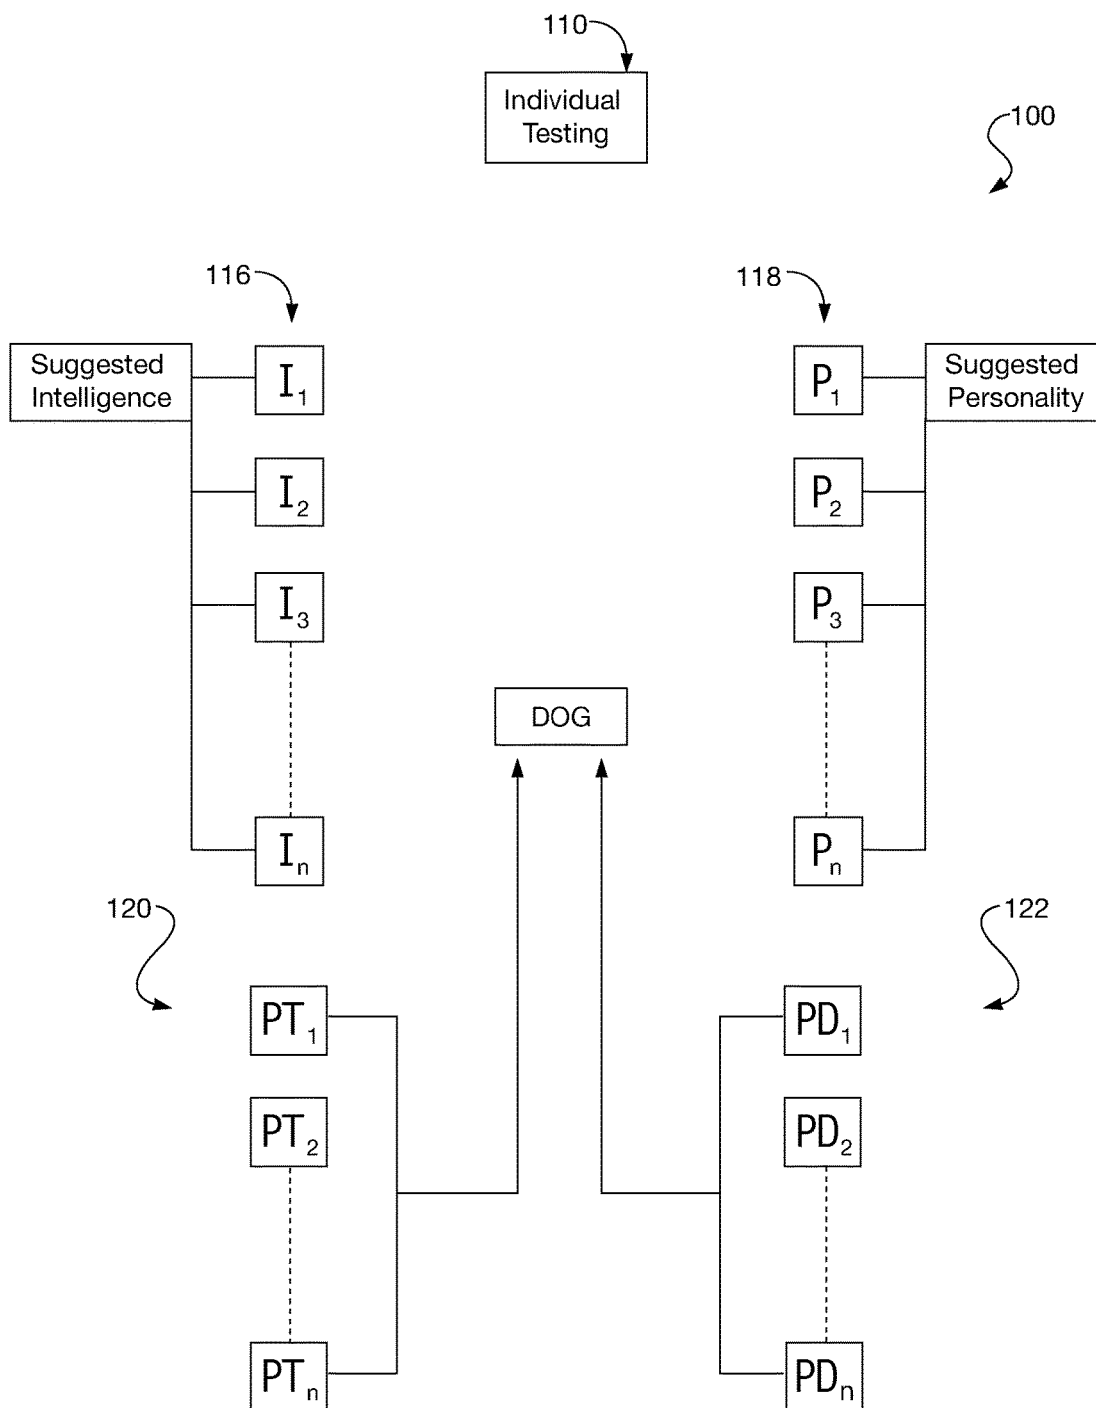 110
Individual
Testing
100
116
118
Suggested
Intelligence
I1
P1
Suggested
Personality
I2
P2
I3
P3
DOG
In
Pn
120
122
PT1
PD1
PT2
PD2
PTn
PDn